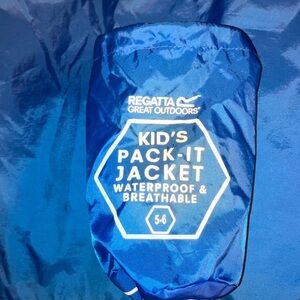 REGATTA
GREAT OUTDOORS
KID'S
PACK-IT
JACKET
WATERPROOF &
BREATHABLE
5-6